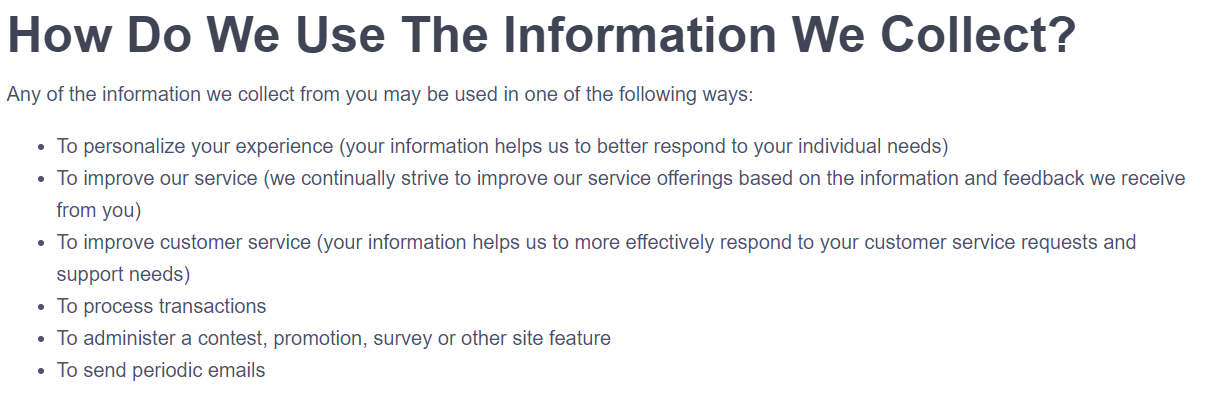 How Do We Use The Information We Collect?
Any of the information we collect from you may be used in one of the following ways:
• To personalize your experience (your information helps us to better respond to your individual needs)
• To improve our service (we continually strive to improve our service offerings based on the information and feedback we receive
from you)
• To improve customer service (your information helps us to more effectively respond to your customer service requests and
support needs)
• To process transactions
• To administer a contest, promotion, survey or other site feature
• To send periodic emails